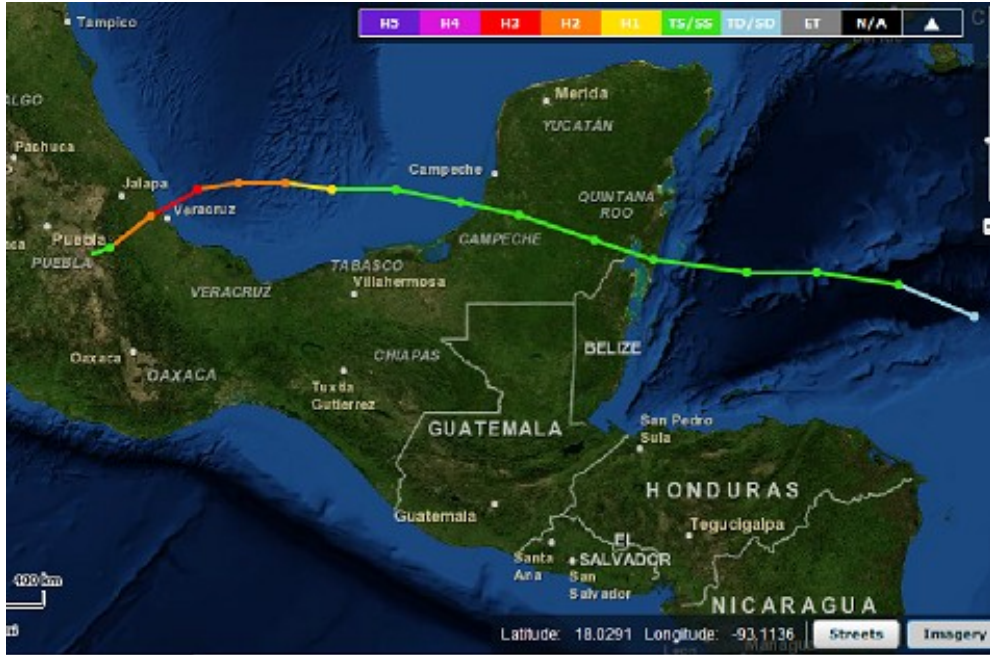 H5 H4 H3 H2 H1 TS/SS TD/SD ET N/A
Tampico
Merida
YUCATÁN
Pachuca
Campeche
Jalapa
QUINTANA
ROO
Veracruz
Puebla
CAMPECHE
PUEBLA
TABASCO
Villahermosa
VERACRUZ
BELIZE
Oaxaca
CHIAPAS
OAXACA
Tuxtla
Gutierrez
GUATEMALA
San Pedro
Sula
HONDURAS
Guatemala
Tegucigalpa
EL
SALVADOR
Santa
Ana
San
Salvador
400 km
NICARAGUA
Latitude: 18.0291 Longitude: -93.1136 Streets Imagery